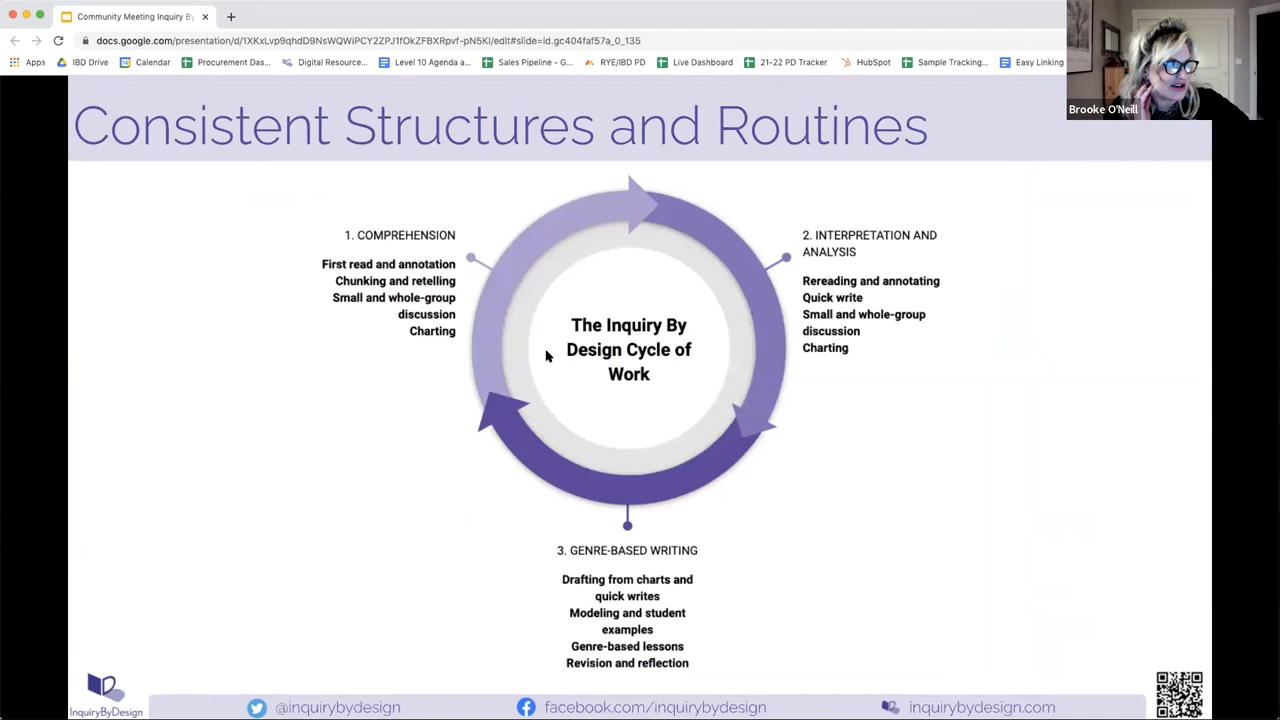 Community Meeting Inquiry By
docs.google.com/presentation/d/1XKxLvp9qhdD9NsWQWiPCY2ZPJ1fOkZFBXRpvf-pN5KI/edit#slide=id.gc404faf57a_0_135
Apps IBD Drive Calendar Procurement Das... Digital Resource... Level 10 Agenda a... Sales Pipeline - G... RYE/IBD PD Live Dashboard 21-22 PD Tracker HubSpot Sample Tracking... Easy Linking
Brooke O'Neill
Consistent Structures and Routines
1. COMPREHENSION
First read and annotation
Chunking and retelling
Small and whole-group
discussion
Charting
2. INTERPRETATION AND
ANALYSIS
Rereading and annotating
Quick write
Small and whole-group
discussion
Charting
The Inquiry By
Design Cycle of
Work
3. GENRE-BASED WRITING
Drafting from charts and
quick writes
Modeling and student
examples
Genre-based lessons
Revision and reflection
InquiryByDesign
@inquirybydesign facebook.com/inquirybydesign inquirybydesign.com